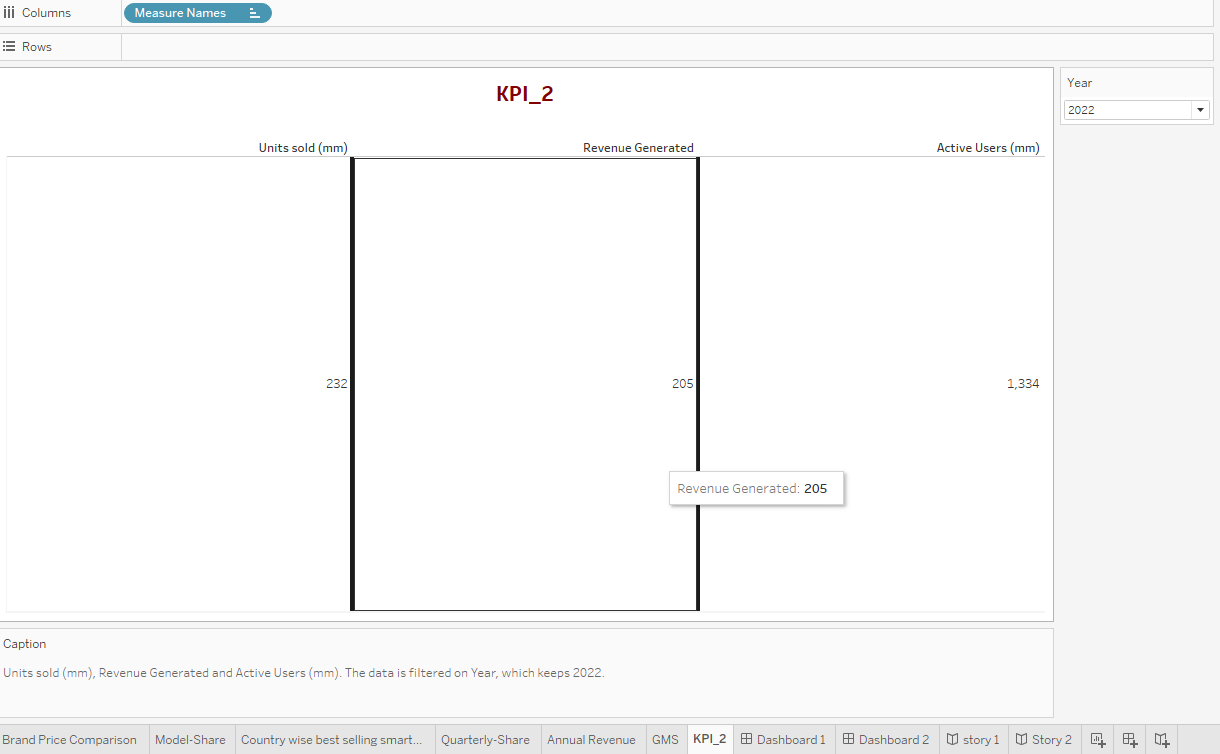 Columns
Measure Names
Rows
KPI_2
Year
2022
Units sold (mm) Revenue Generated Active Users (mm)
232 205 1,334
Revenue Generated: 205
Caption
Units sold (mm), Revenue Generated and Active Users (mm). The data is filtered on Year, which keeps 2022.
Brand Price Comparison Model-Share Country wise best selling smart... Quarterly-Share Annual Revenue GMS KPI_2 Dashboard 1 Dashboard 2 story 1 Story 2